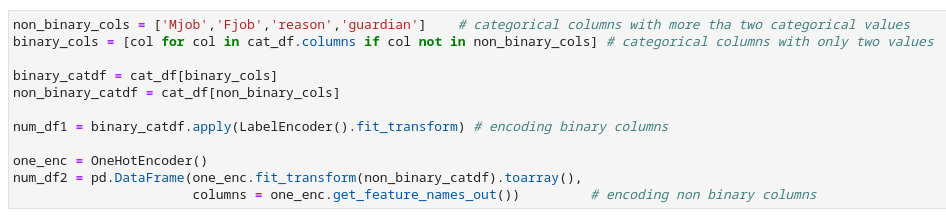 non_binary_cols = ['Mjob','Fjob','reason','guardian']    # categorical columns with more tha two categorical values
binary_cols = [col for col in cat_df.columns if col not in non_binary_cols] # categorical columns with only two values
binary_catdf = cat_df[binary_cols]
non_binary_catdf = cat_df[non_binary_cols]
num_df1 = binary_catdf.apply(LabelEncoder().fit_transform) # encoding binary columns
one_enc = OneHotEncoder()
num_df2 = pd.DataFrame(one_enc.fit_transform(non_binary_catdf).toarray(),
                       columns = one_enc.get_feature_names_out())         # encoding non binary columns